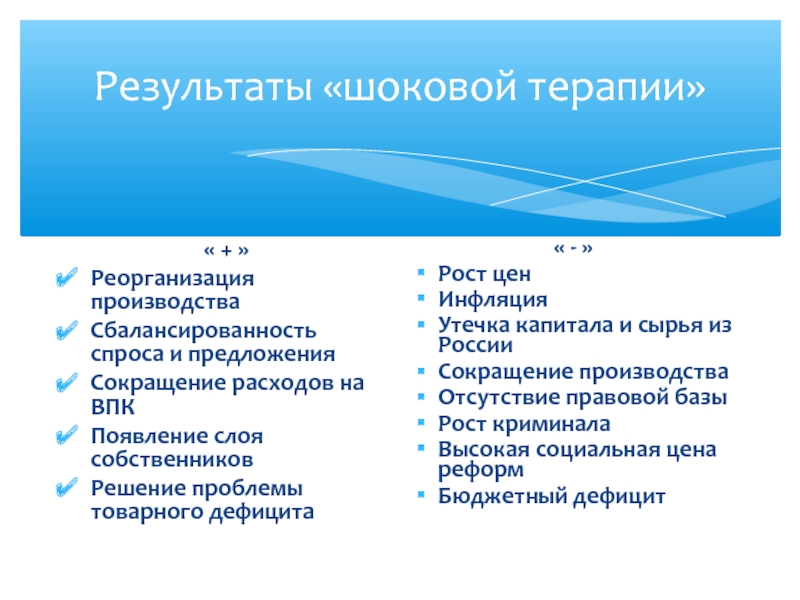 Результаты «шоковой терапии»
« + »
Реорганизация
производства
Сбалансированность
спроса и предложения
Сокращение расходов на
ВПК
Появление слоя
собственников
Решение проблемы
товарного дефицита
« - »
Рост цен
Инфляция
Утечка капитала и сырья из
России
Сокращение производства
Отсутствие правовой базы
Рост криминала
Высокая социальная цена
реформ
Бюджетный дефицит